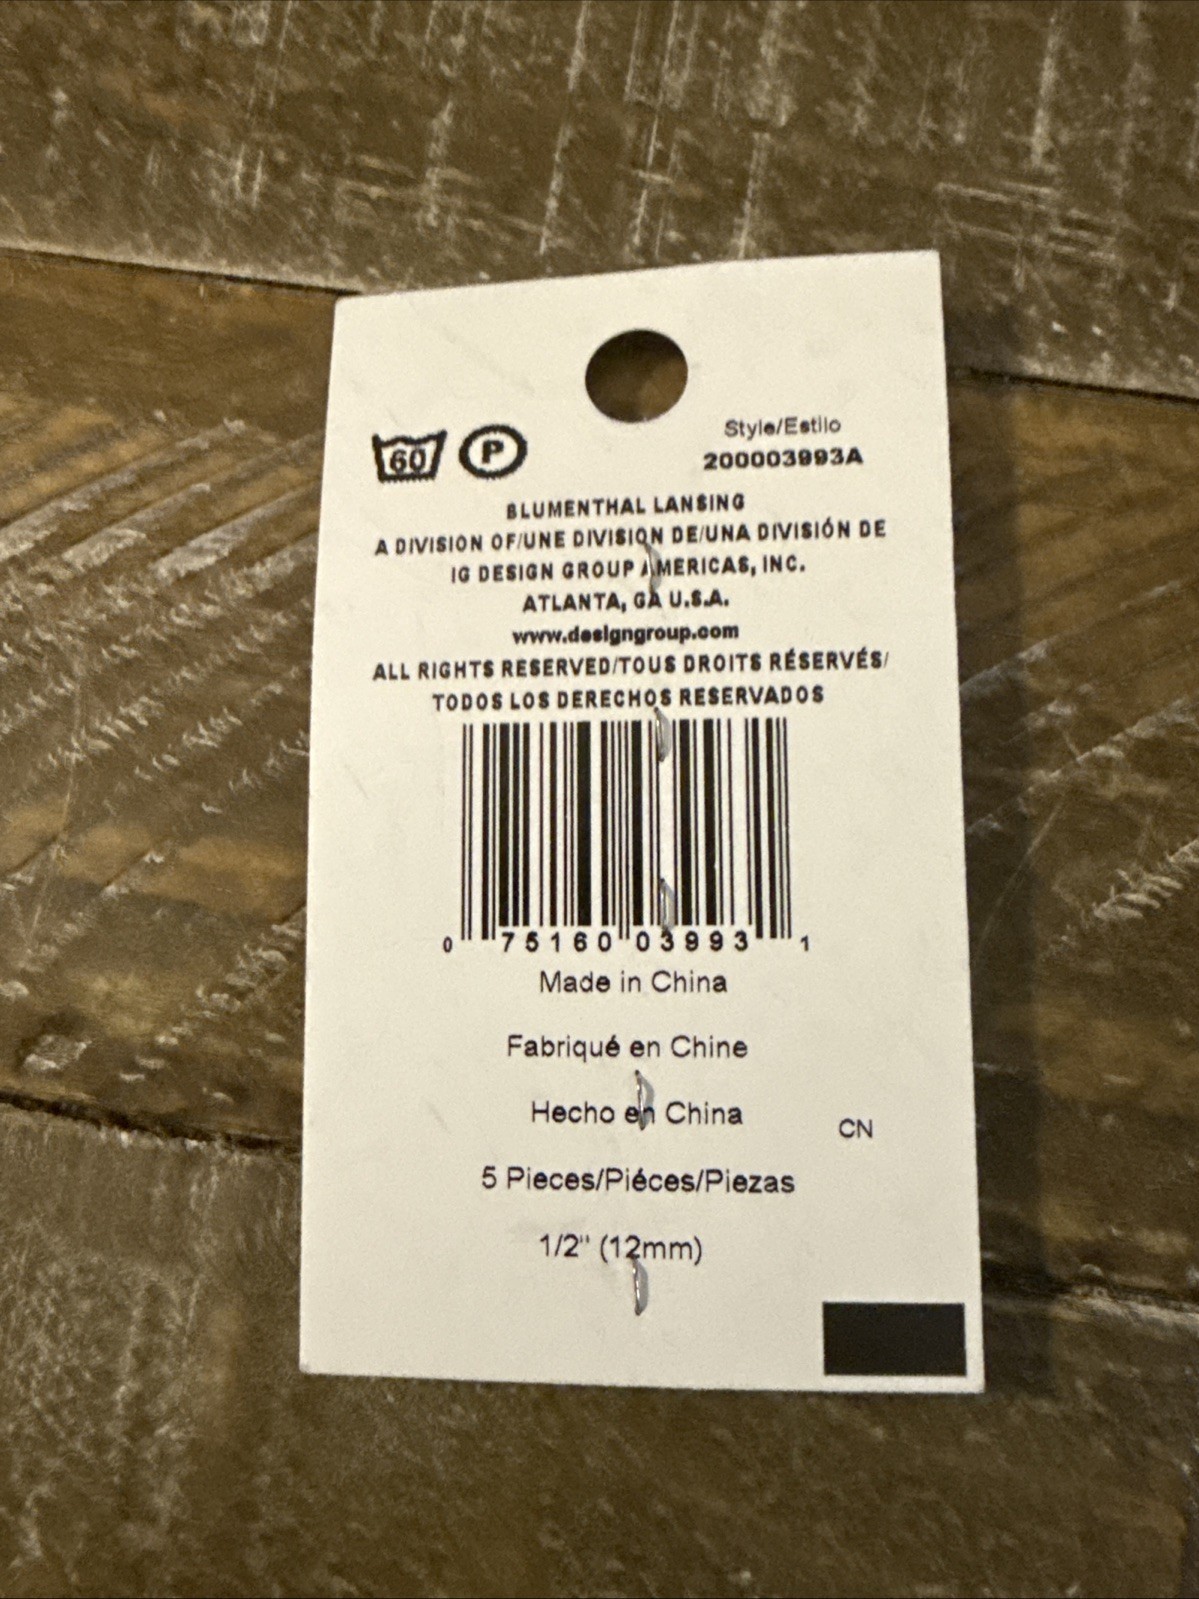 60 P
Style/Estilo
200003993A
BLUMENTHAL LANSING
A DIVISION OF/UNE DIVISION DE/UNA DIVISIÓN DE
IG DESIGN GROUP AMERICAS, INC.
ATLANTA, GA U.S.A.
www.designgroup.com
ALL RIGHTS RESERVED/TOUS DROITS RÉSERVÉS/
TODOS LOS DERECHOS RESERVADOS
0 75160 03993 1
Made in China
Fabriqué en Chine
Hecho en China
CN
5 Pieces/Piéces/Piezas
1/2" (12mm)